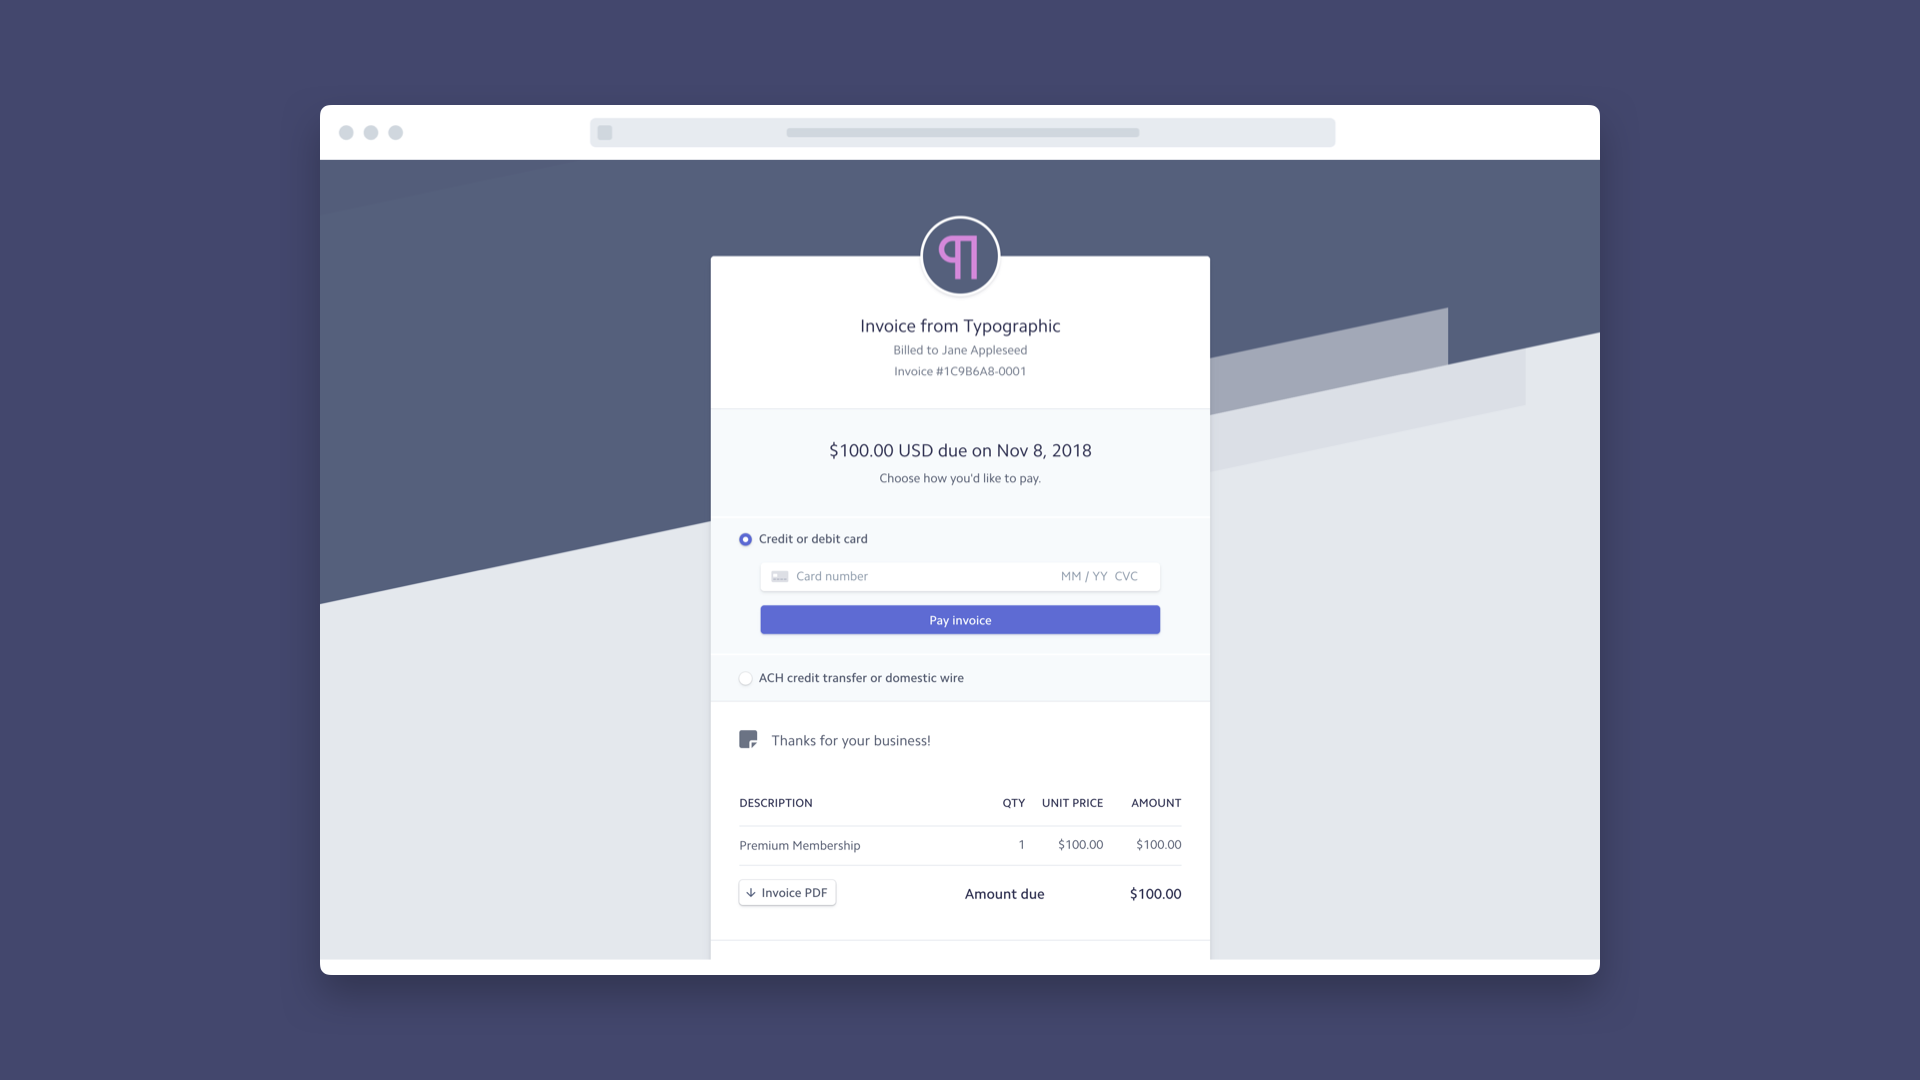 Invoice from Typographic
Billed to Jane Appleseed
Invoice #1C9B6A8-0001
$100.00 USD due on Nov 8, 2018
Choose how you'd like to pay.
Credit or debit card
Card number MM / YY CVC
Pay invoice
ACH credit transfer or domestic wire
Thanks for your business!
DESCRIPTION QTY UNIT PRICE AMOUNT
Premium Membership 1 $100.00 $100.00
Invoice PDF Amount due $100.00